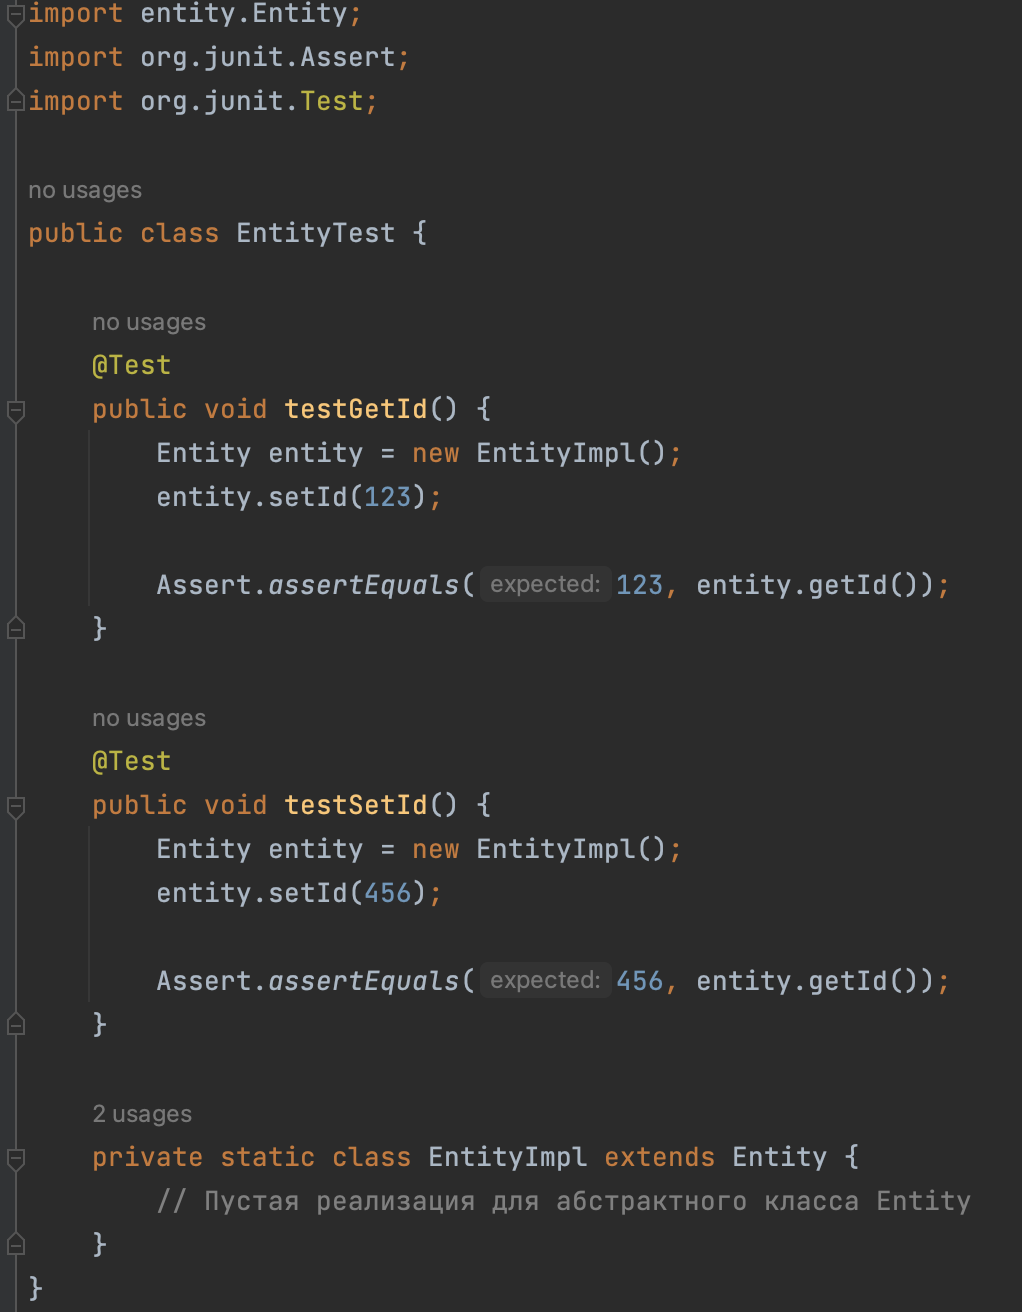 import entity.Entity;
import org.junit.Assert;
import org.junit.Test;
no usages
public class EntityTest {
no usages
@Test
public void testGetId() {
Entity entity = new EntityImpl();
entity.setId(123);
Assert.assertEquals( expected: 123, entity.getId());
}
no usages
@Test
public void testSetId() {
Entity entity = new EntityImpl();
entity.setId(456);
Assert.assertEquals( expected: 456, entity.getId());
}
2 usages
private static class EntityImpl extends Entity {
// Пустая реализация для абстрактного класса Entity
}
}